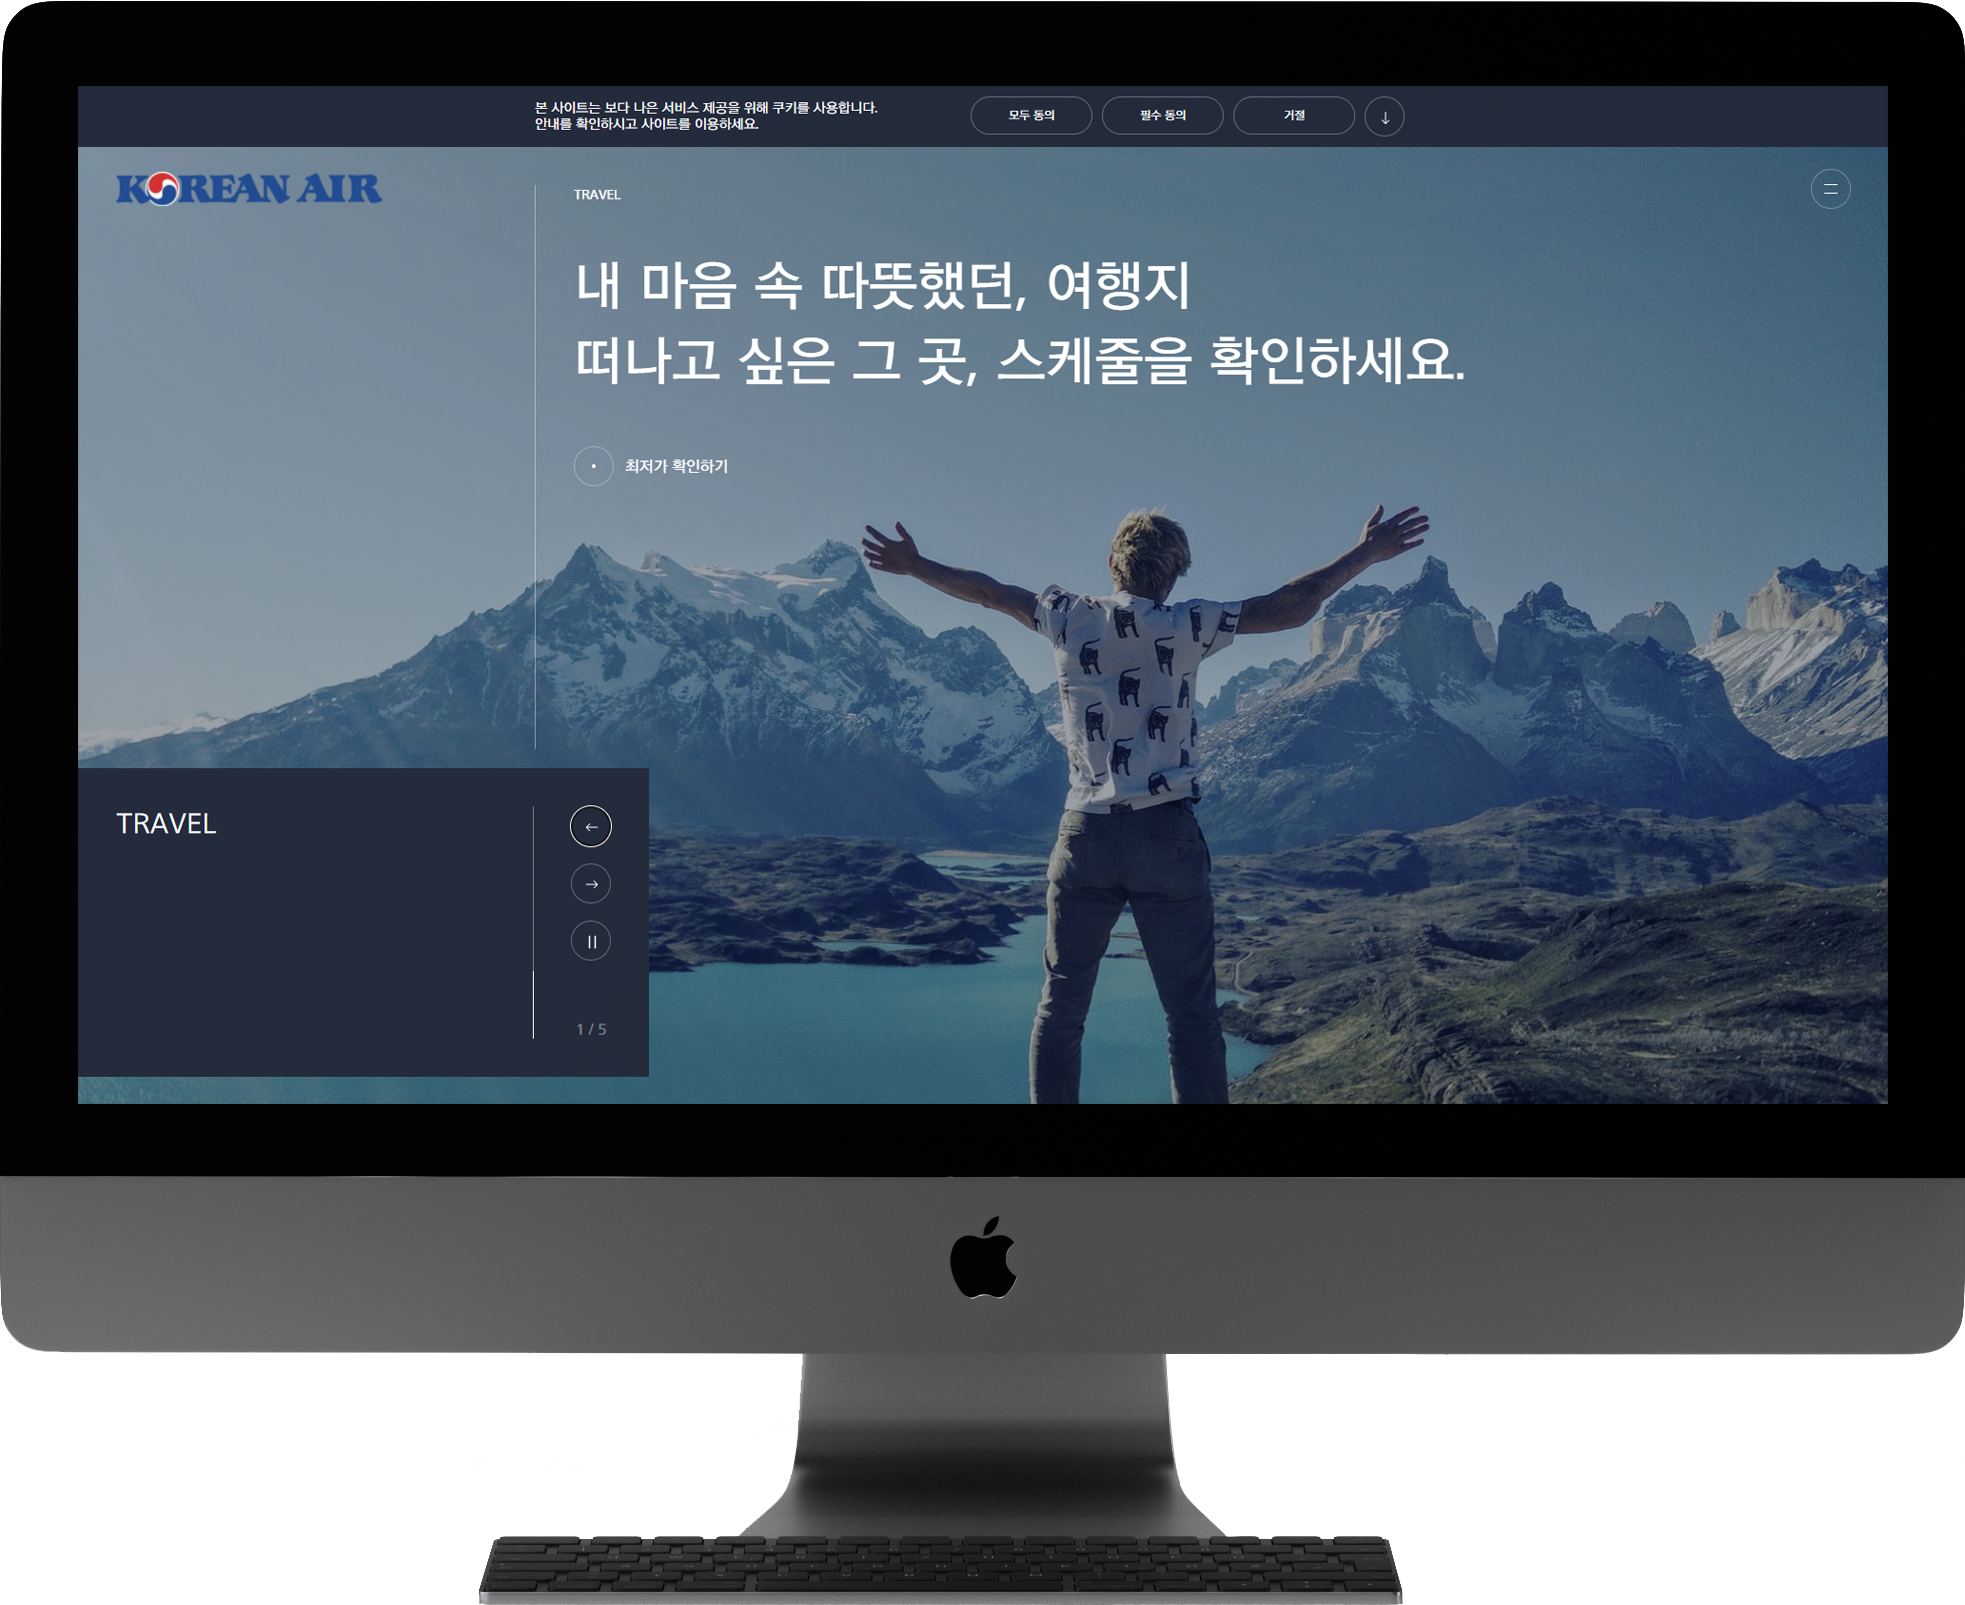 본 사이트는 보다 나은 서비스 제공을 위해 쿠키를 사용합니다.
안내를 확인하시고 사이트를 이용하세요.
모두 동의
필수 동의
거절
KOREAN AIR
TRAVEL
내 마음 속 따뜻했던, 여행지
떠나고 싶은 그 곳, 스케줄을 확인하세요.
최저가 확인하기
TRAVEL
1 / 5